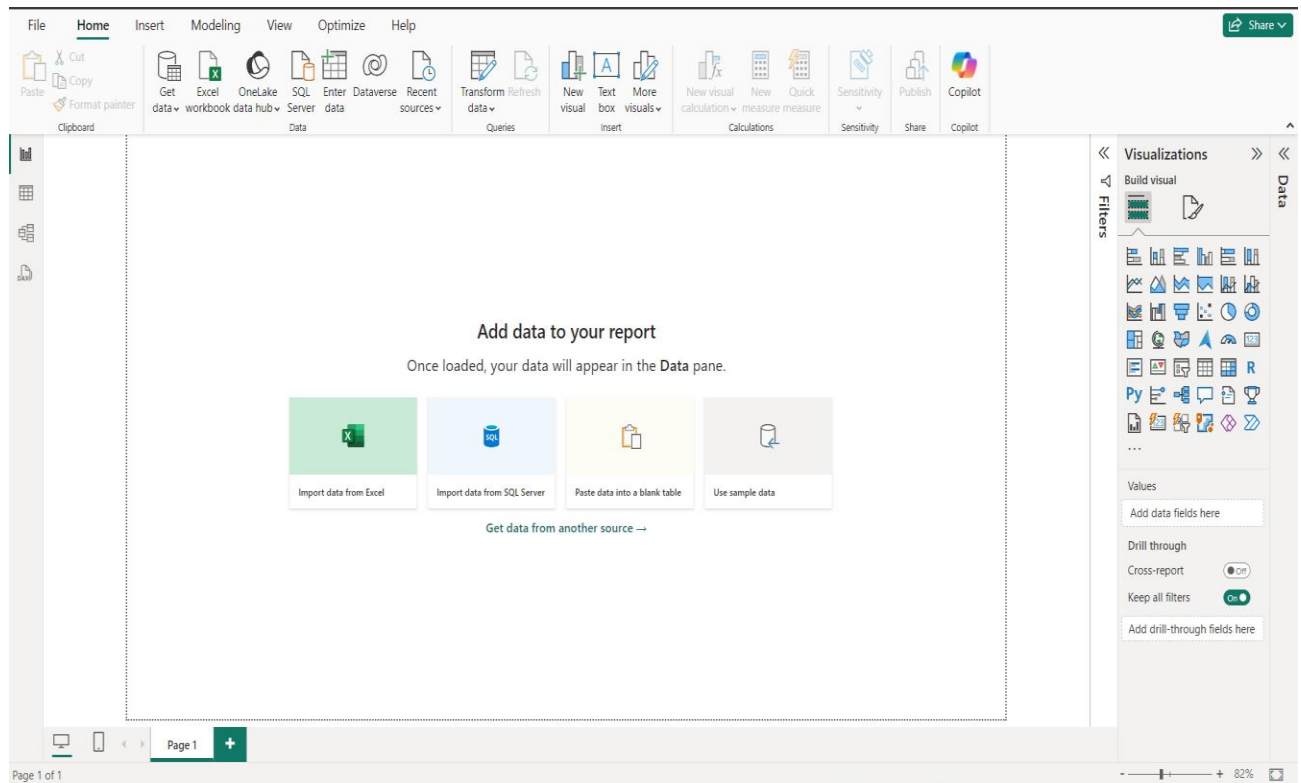 File Home Insert Modeling View Optimize Help
Share
Paste
Cut
Copy
Format painter
Clipboard
Get data
Excel workbook
OneLake data hub
SQL Server
Enter data
Dataverse
Recent sources
Data
Transform data
Refresh
Queries
New visual
Text box
More visuals
Insert
New visual calculation
New measure
Quick measure
Calculations
Sensitivity
Sensitivity
Publish
Share
Copilot
Copilot
Add data to your report
Once loaded, your data will appear in the Data pane.
Import data from Excel
SQL
Import data from SQL Server
Paste data into a blank table
Use sample data
Get data from another source →
Filters
Visualizations
Build visual
123
R
Py
...
Values
Add data fields here
Drill through
Cross-report Off
Keep all filters On
Add drill-through fields here
Data
Page 1 +
Page 1 of 1
- + 82%